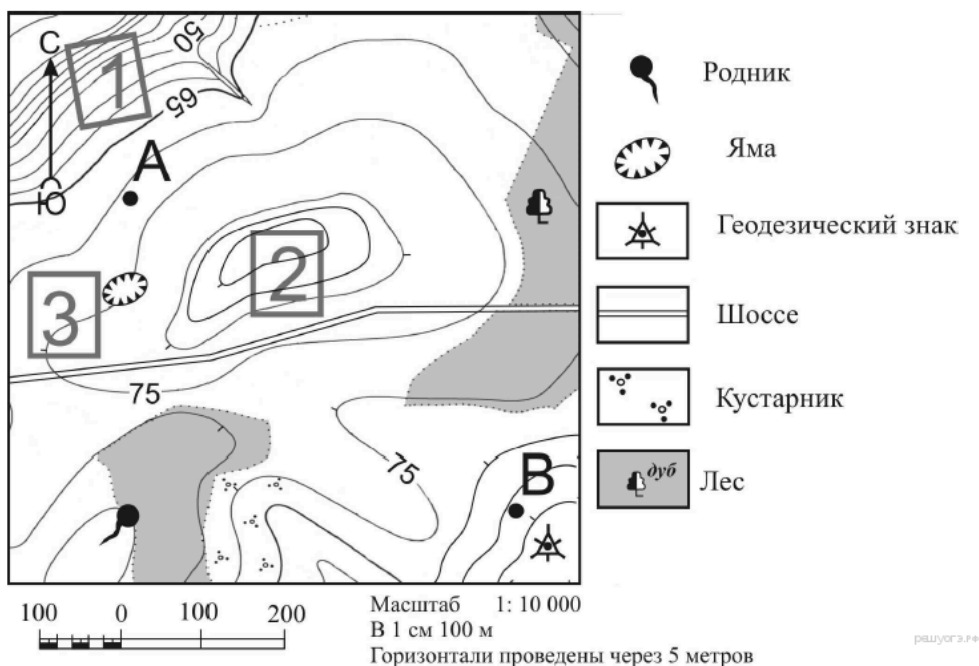 С
50
1
65
А
Ю
2
3
75
75
В
Родник
Яма
Геодезический знак
Шоссе
Кустарник
дуб
Лес
100 0 100 200
Масштаб 1: 10 000
В 1 см 100 м
Горизонтали проведены через 5 метров
решуогэ.рф